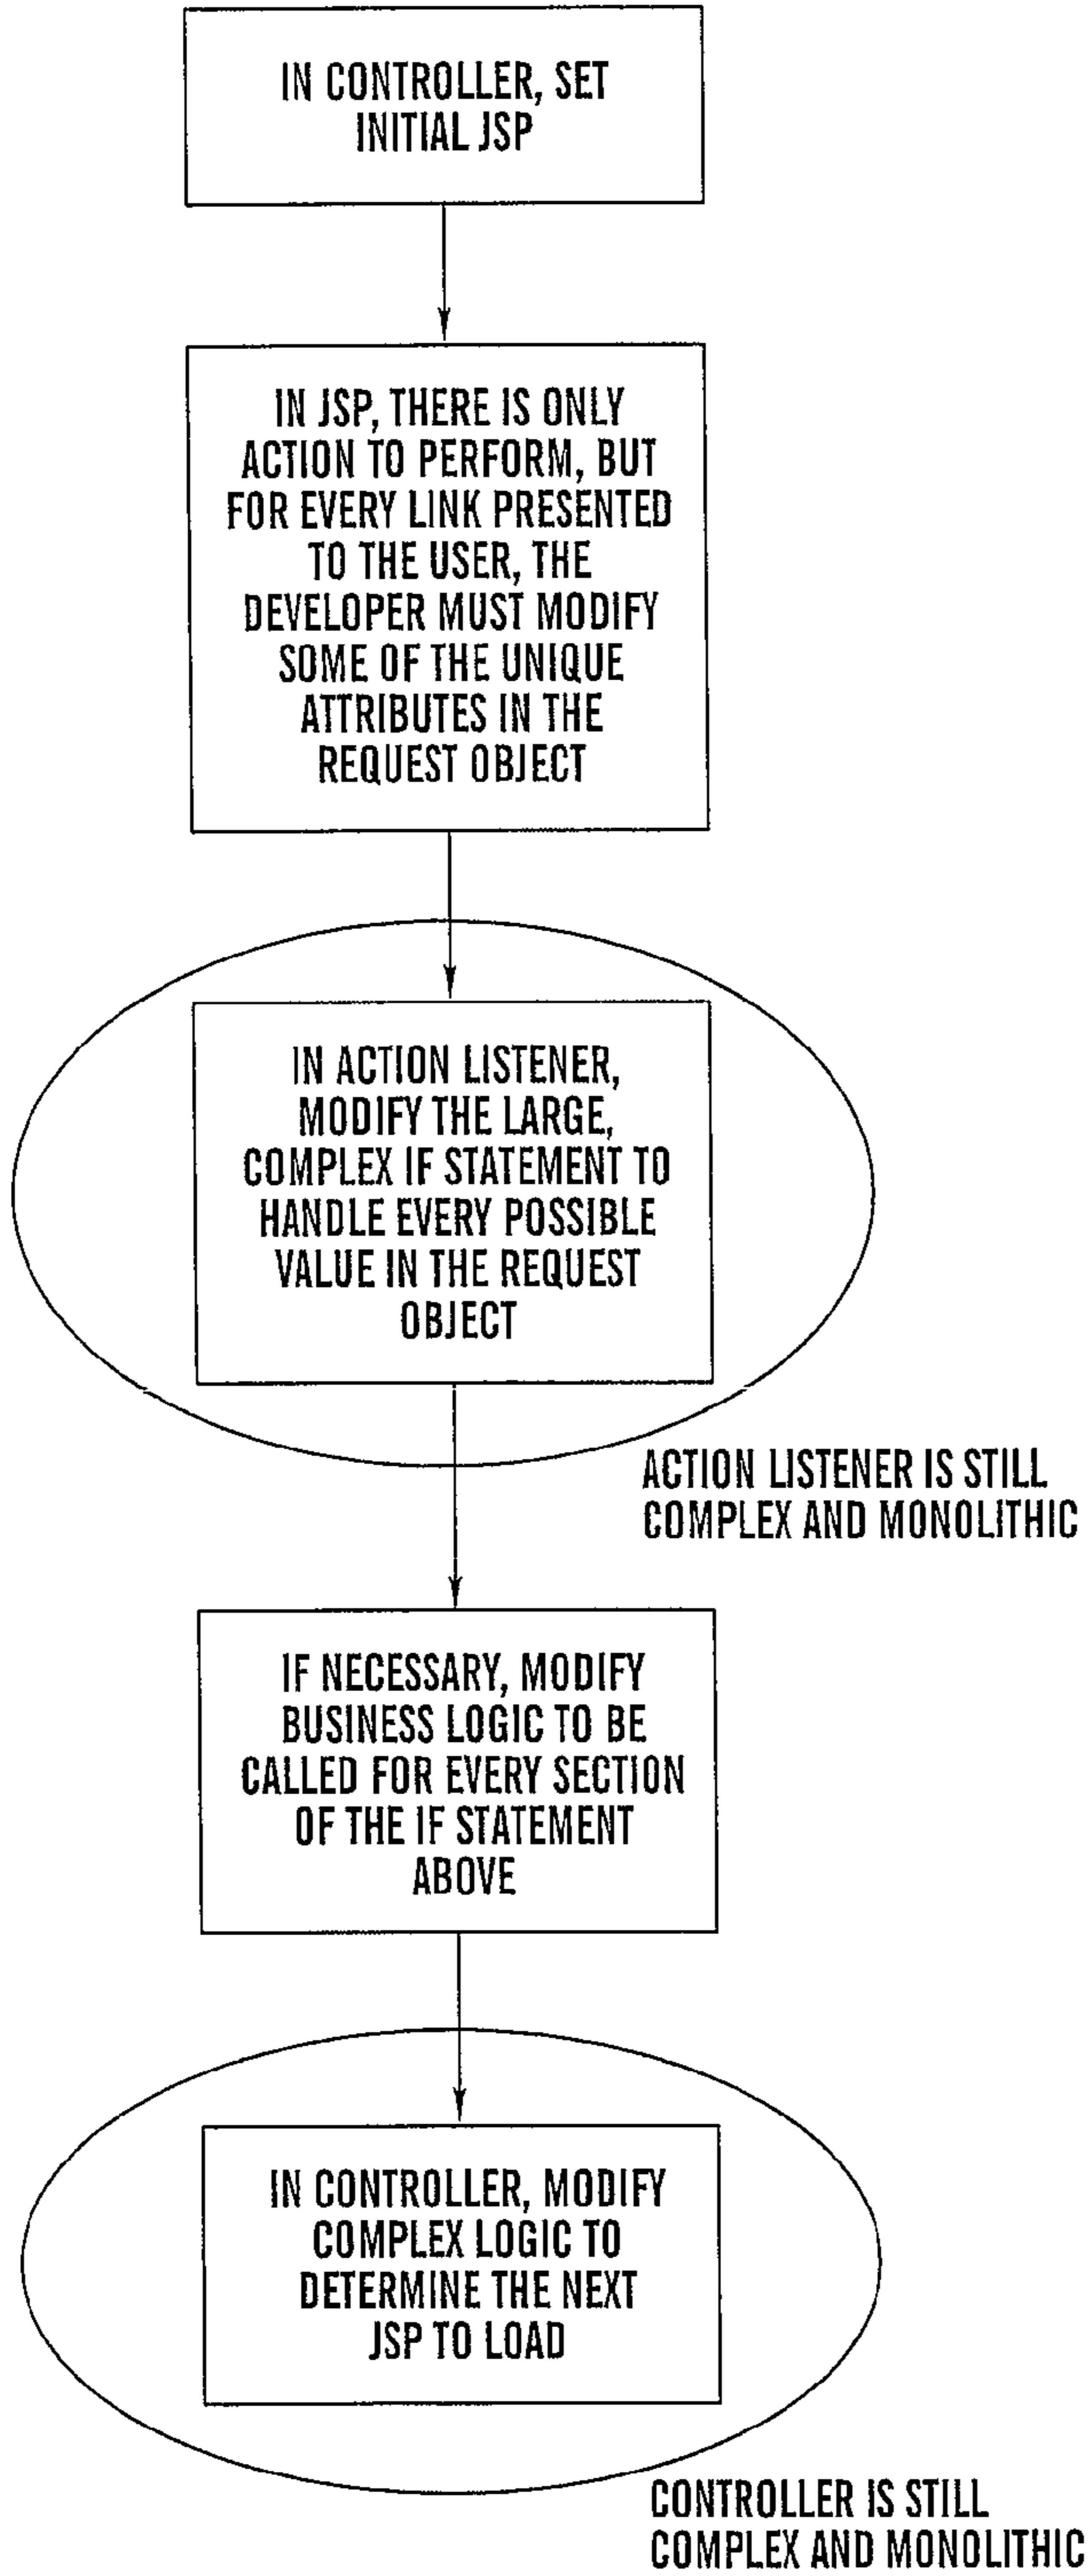 IN CONTROLLER, SET
INITIAL JSP
IN JSP, THERE IS ONLY
ACTION TO PERFORM, BUT
FOR EVERY LINK PRESENTED
TO THE USER, THE
DEVELOPER MUST MODIFY
SOME OF THE UNIQUE
ATTRIBUTES IN THE
REQUEST OBJECT
IN ACTION LISTENER,
MODIFY THE LARGE,
COMPLEX IF STATEMENT TO
HANDLE EVERY POSSIBLE
VALUE IN THE REQUEST
OBJECT
ACTION LISTENER IS STILL
COMPLEX AND MONOLITHIC
IF NECESSARY, MODIFY
BUSINESS LOGIC TO BE
CALLED FOR EVERY SECTION
OF THE IF STATEMENT
ABOVE
IN CONTROLLER, MODIFY
COMPLEX LOGIC TO
DETERMINE THE NEXT
JSP TO LOAD
CONTROLLER IS STILL
COMPLEX AND MONOLITHIC